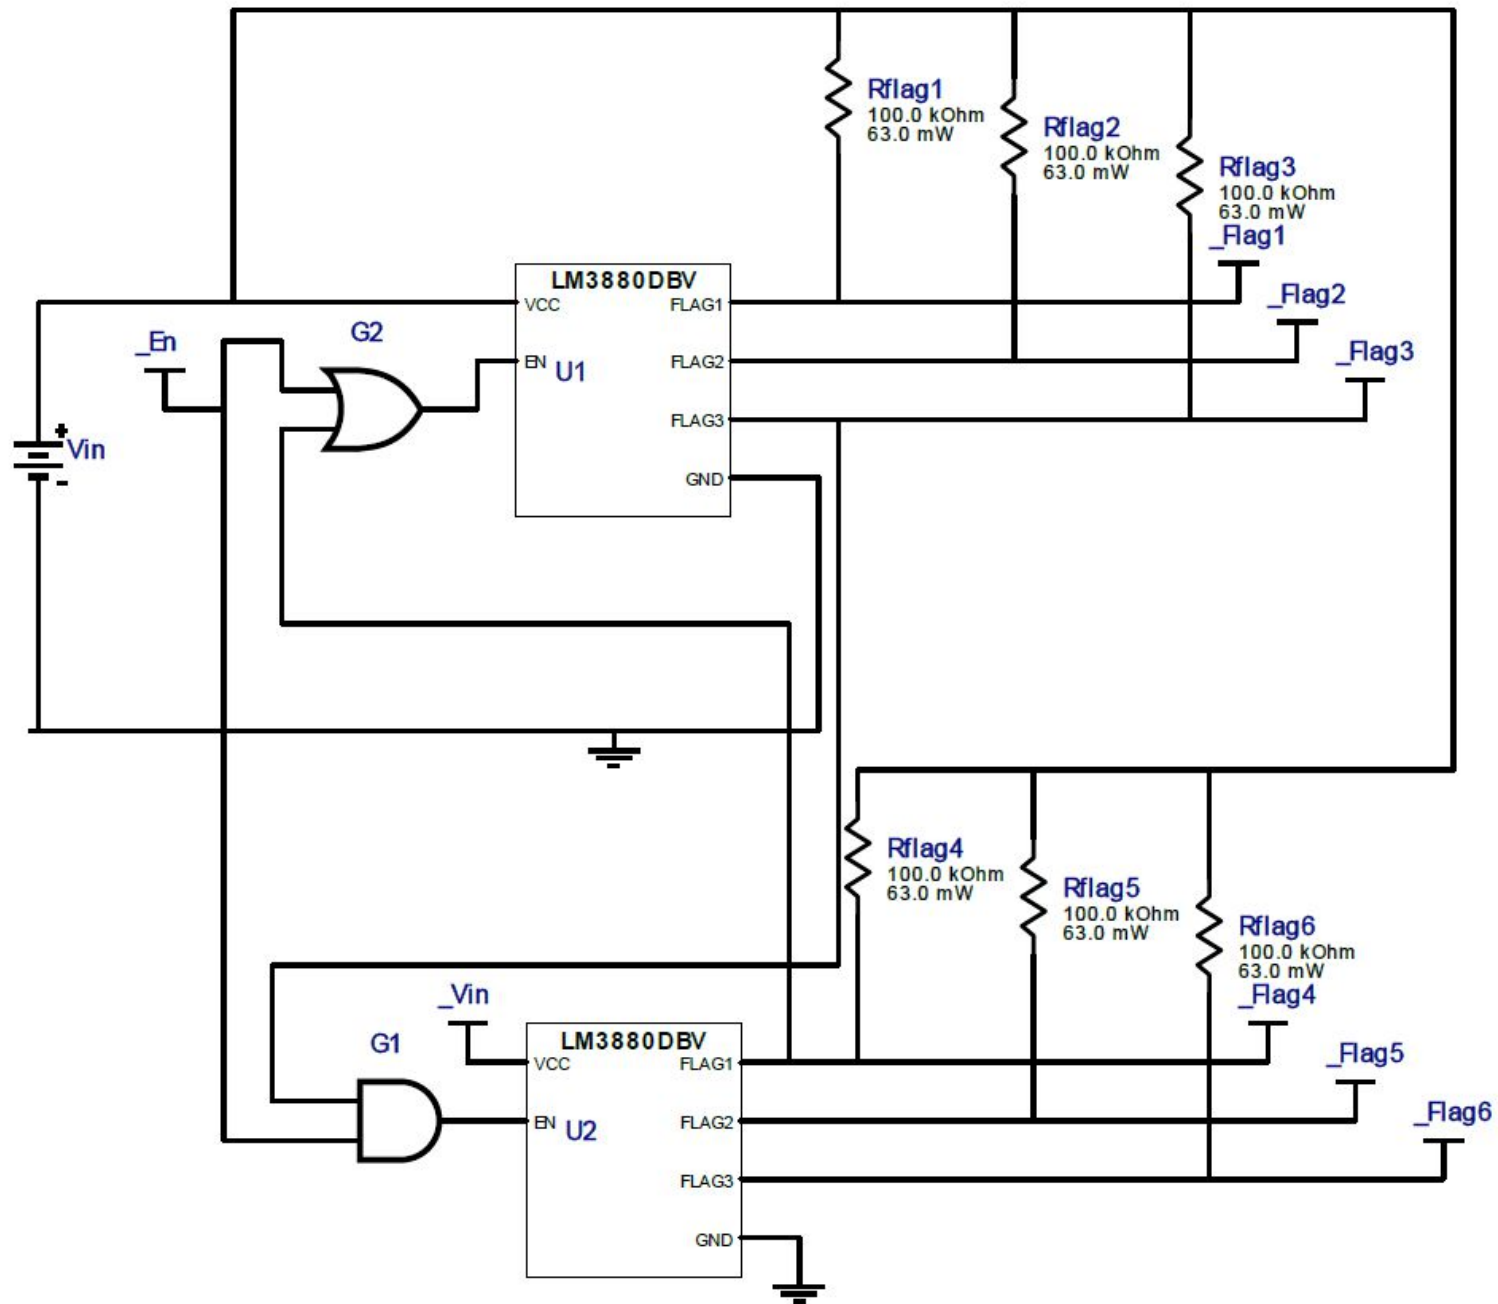 Rflag1
100.0 kOhm
63.0 mW
Rflag2
100.0 kOhm
63.0 mW
Rflag3
100.0 kOhm
63.0 mW
_Flag1
LM3880DBV
VCC
FLAG1
_Flag2
_En
G2
EN
U1
FLAG2
_Flag3
FLAG3
+
Vin
-
GND
Rflag4
100.0 kOhm
63.0 mW
Rflag5
100.0 kOhm
63.0 mW
Rflag6
100.0 kOhm
63.0 mW
_Vin
_Flag4
G1
LM3880DBV
VCC
FLAG1
_Flag5
EN
U2
FLAG2
_Flag6
FLAG3
GND